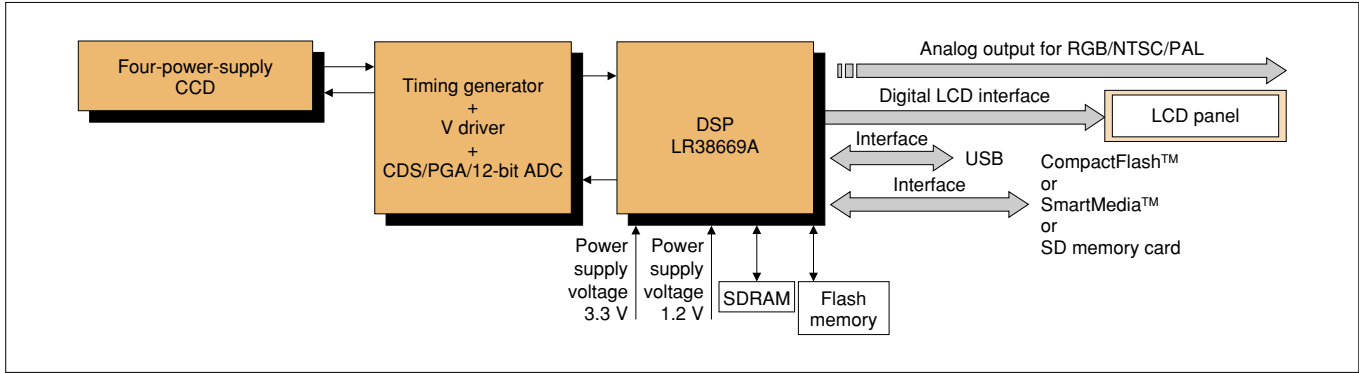 Four-power-supply
CCD
Timing generator
+
V driver
+
CDS/PGA/12-bit ADC
DSP
LR38669A
Analog output for RGB/NTSC/PAL
Digital LCD interface
LCD panel
Interface
USB
Interface
CompactFlash™
or
SmartMedia™
or
SD memory card
Power
supply
voltage
3.3 V
Power
supply
voltage
1.2 V
SDRAM
Flash
memory